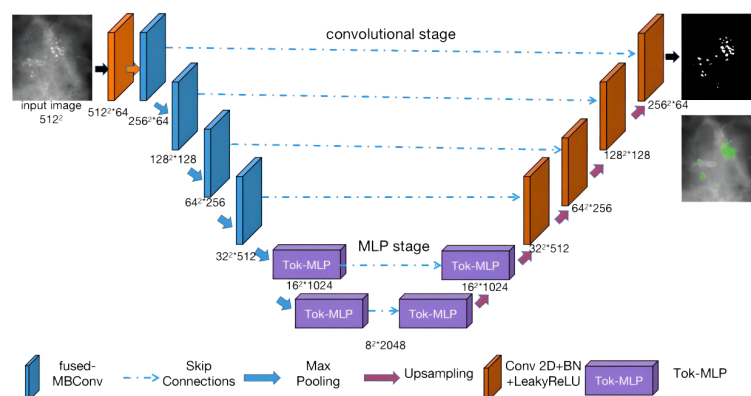 convolutional stage
input image
512²
512²*64
256²*64
256²*64
128²*128
128²*128
64²*256
64²*256
32²*512
32²*512
MLP stage
Tok-MLP
Tok-MLP
16²*1024
16²*1024
Tok-MLP
Tok-MLP
8²*2048
fused-
MBConv
Skip
Connections
Max
Pooling
Upsampling
Conv 2D+BN
+LeakyReLU
Tok-MLP
Tok-MLP